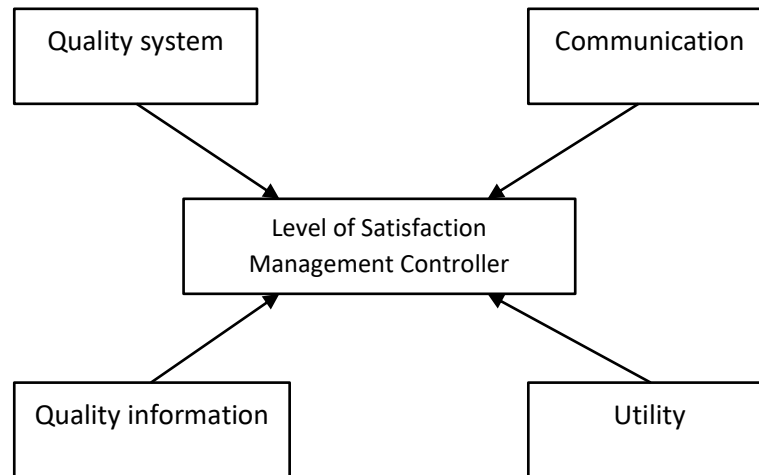 Quality system
Communication
Level of Satisfaction
Management Controller
Quality information
Utility